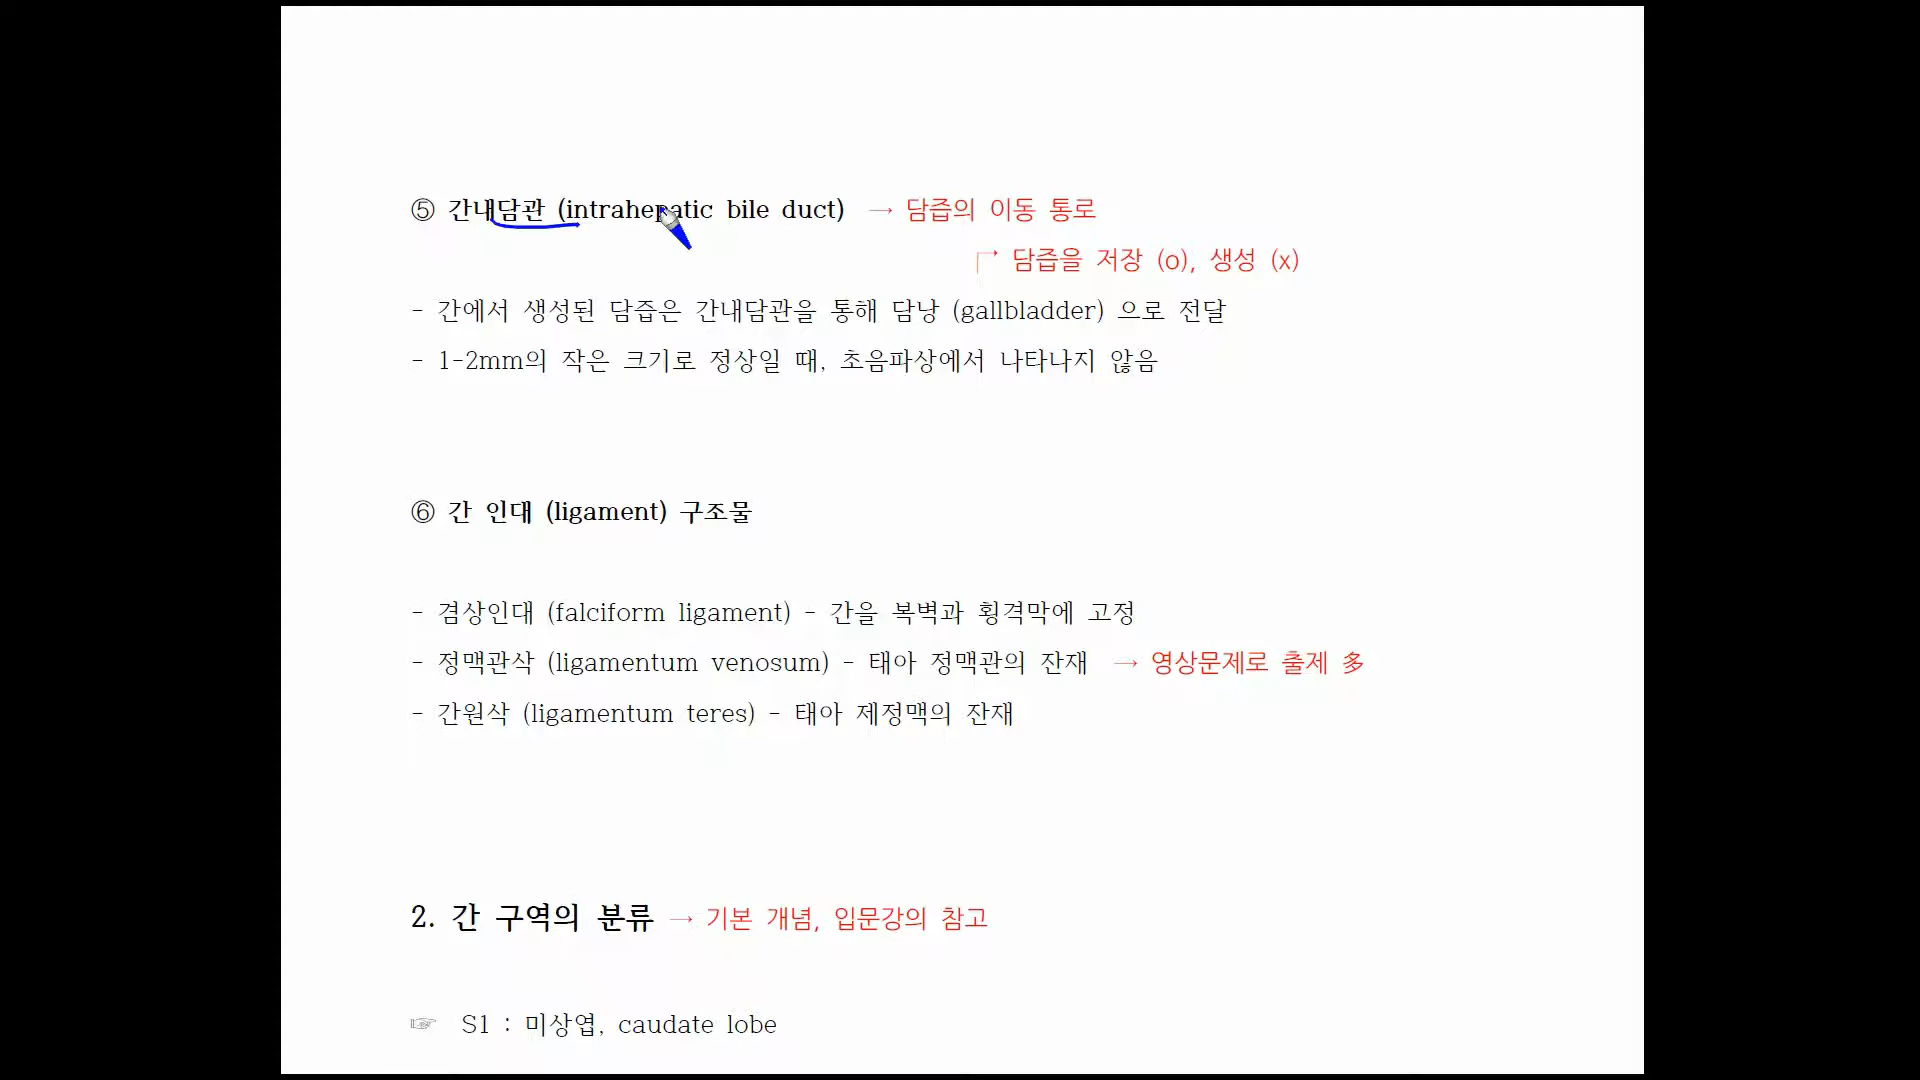 ⑤ 간내담관 (intrahepatic bile duct) → 담즙의 이동 통로
담즙을 저장 (o), 생성 (x)
- 간에서 생성된 담즙은 간내담관을 통해 담낭 (gallbladder) 으로 전달
- 1-2mm의 작은 크기로 정상일 때, 초음파상에서 나타나지 않음
⑥ 간 인대 (ligament) 구조물
- 겸상인대 (falciform ligament) - 간을 복벽과 횡격막에 고정
- 정맥관삭 (ligamentum venosum) - 태아 정맥관의 잔재 → 영상문제로 출제 多
- 간원삭 (ligamentum teres) - 태아 제정맥의 잔재
2. 간 구역의 분류 → 기본 개념, 입문강의 참고
☞ S1 : 미상엽, caudate lobe